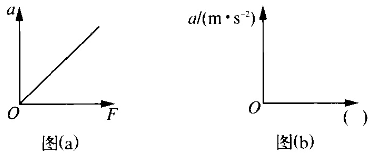 a
O
F
图(a)
a/(m·s⁻²)
O
( )
图(b)